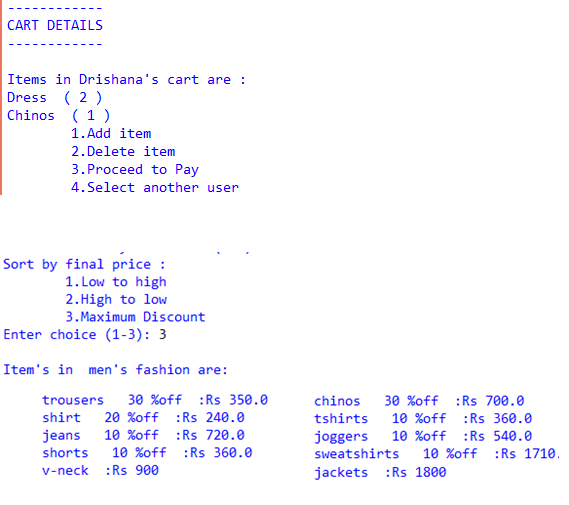 ------------
CART DETAILS
------------
Items in Drishana's cart are :
Dress ( 2 )
Chinos ( 1 )
1.Add item
2.Delete item
3.Proceed to Pay
4.Select another user
Sort by final price :
1.Low to high
2.High to low
3.Maximum Discount
Enter choice (1-3): 3
Item's in men's fashion are:
trousers 30 %off :Rs 350.0 chinos 30 %off :Rs 700.0
shirt 20 %off :Rs 240.0 tshirts 10 %off :Rs 360.0
jeans 10 %off :Rs 720.0 joggers 10 %off :Rs 540.0
shorts 10 %off :Rs 360.0 sweatshirts 10 %off :Rs 1710.
v-neck :Rs 900 jackets :Rs 1800